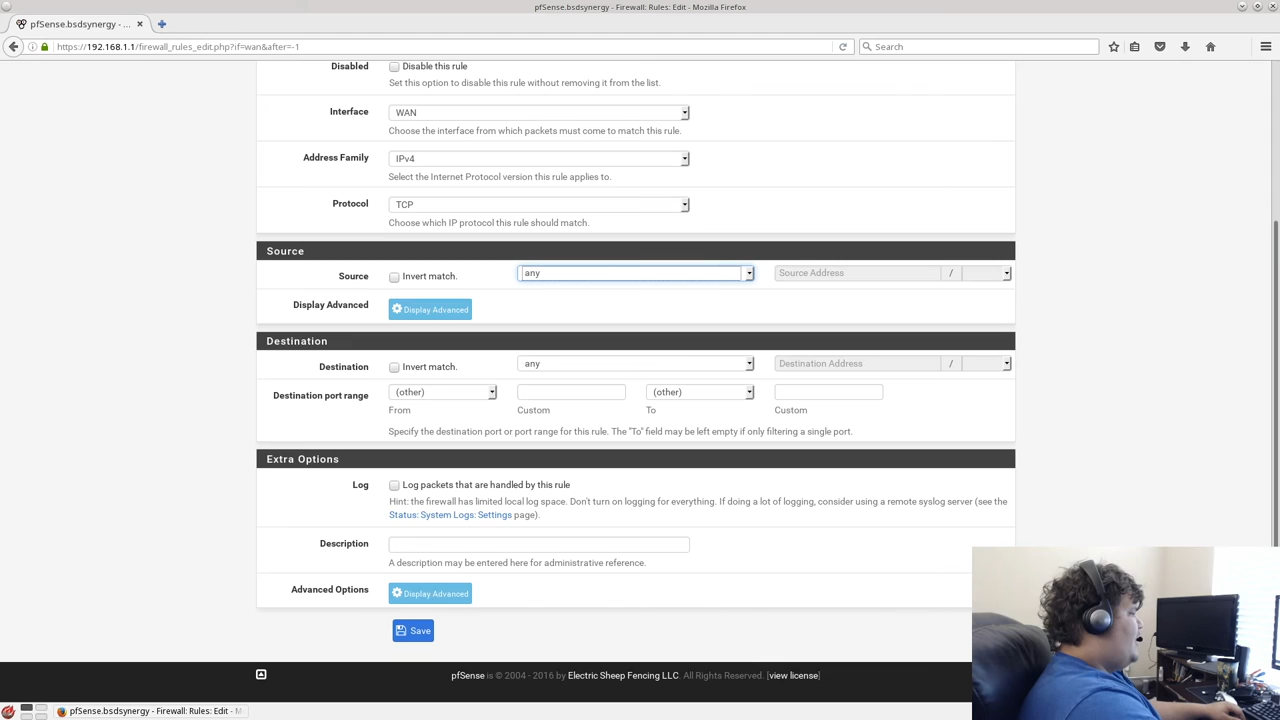 pfSense.bsdsynergy - Firewall: Rules: Edit - Mozilla Firefox
pfSense.bsdsynergy - ...
https://192.168.1.1/firewall_rules_edit.php?if=wan&after=-1
Search
Disabled
Disable this rule
Set this option to disable this rule without removing it from the list.
Interface
WAN
Choose the interface from which packets must come to match this rule.
Address Family
IPv4
Select the Internet Protocol version this rule applies to.
Protocol
TCP
Choose which IP protocol this rule should match.
Source
Source
Invert match.
any
Source Address
/
Display Advanced
Display Advanced
Destination
Destination
Invert match.
any
Destination Address
/
Destination port range
(other)
(other)
From
Custom
To
Custom
Specify the destination port or port range for this rule. The "To" field may be left empty if only filtering a single port.
Extra Options
Log
Log packets that are handled by this rule
Hint: the firewall has limited local log space. Don't turn on logging for everything. If doing a lot of logging, consider using a remote syslog server (see the
Status: System Logs: Settings page).
Description
A description may be entered here for administrative reference.
Advanced Options
Display Advanced
Save
pfSense is © 2004 - 2016 by Electric Sheep Fencing LLC. All Rights Reserved. [view license]
pfSense.bsdsynergy - Firewall: Rules: Edit - M